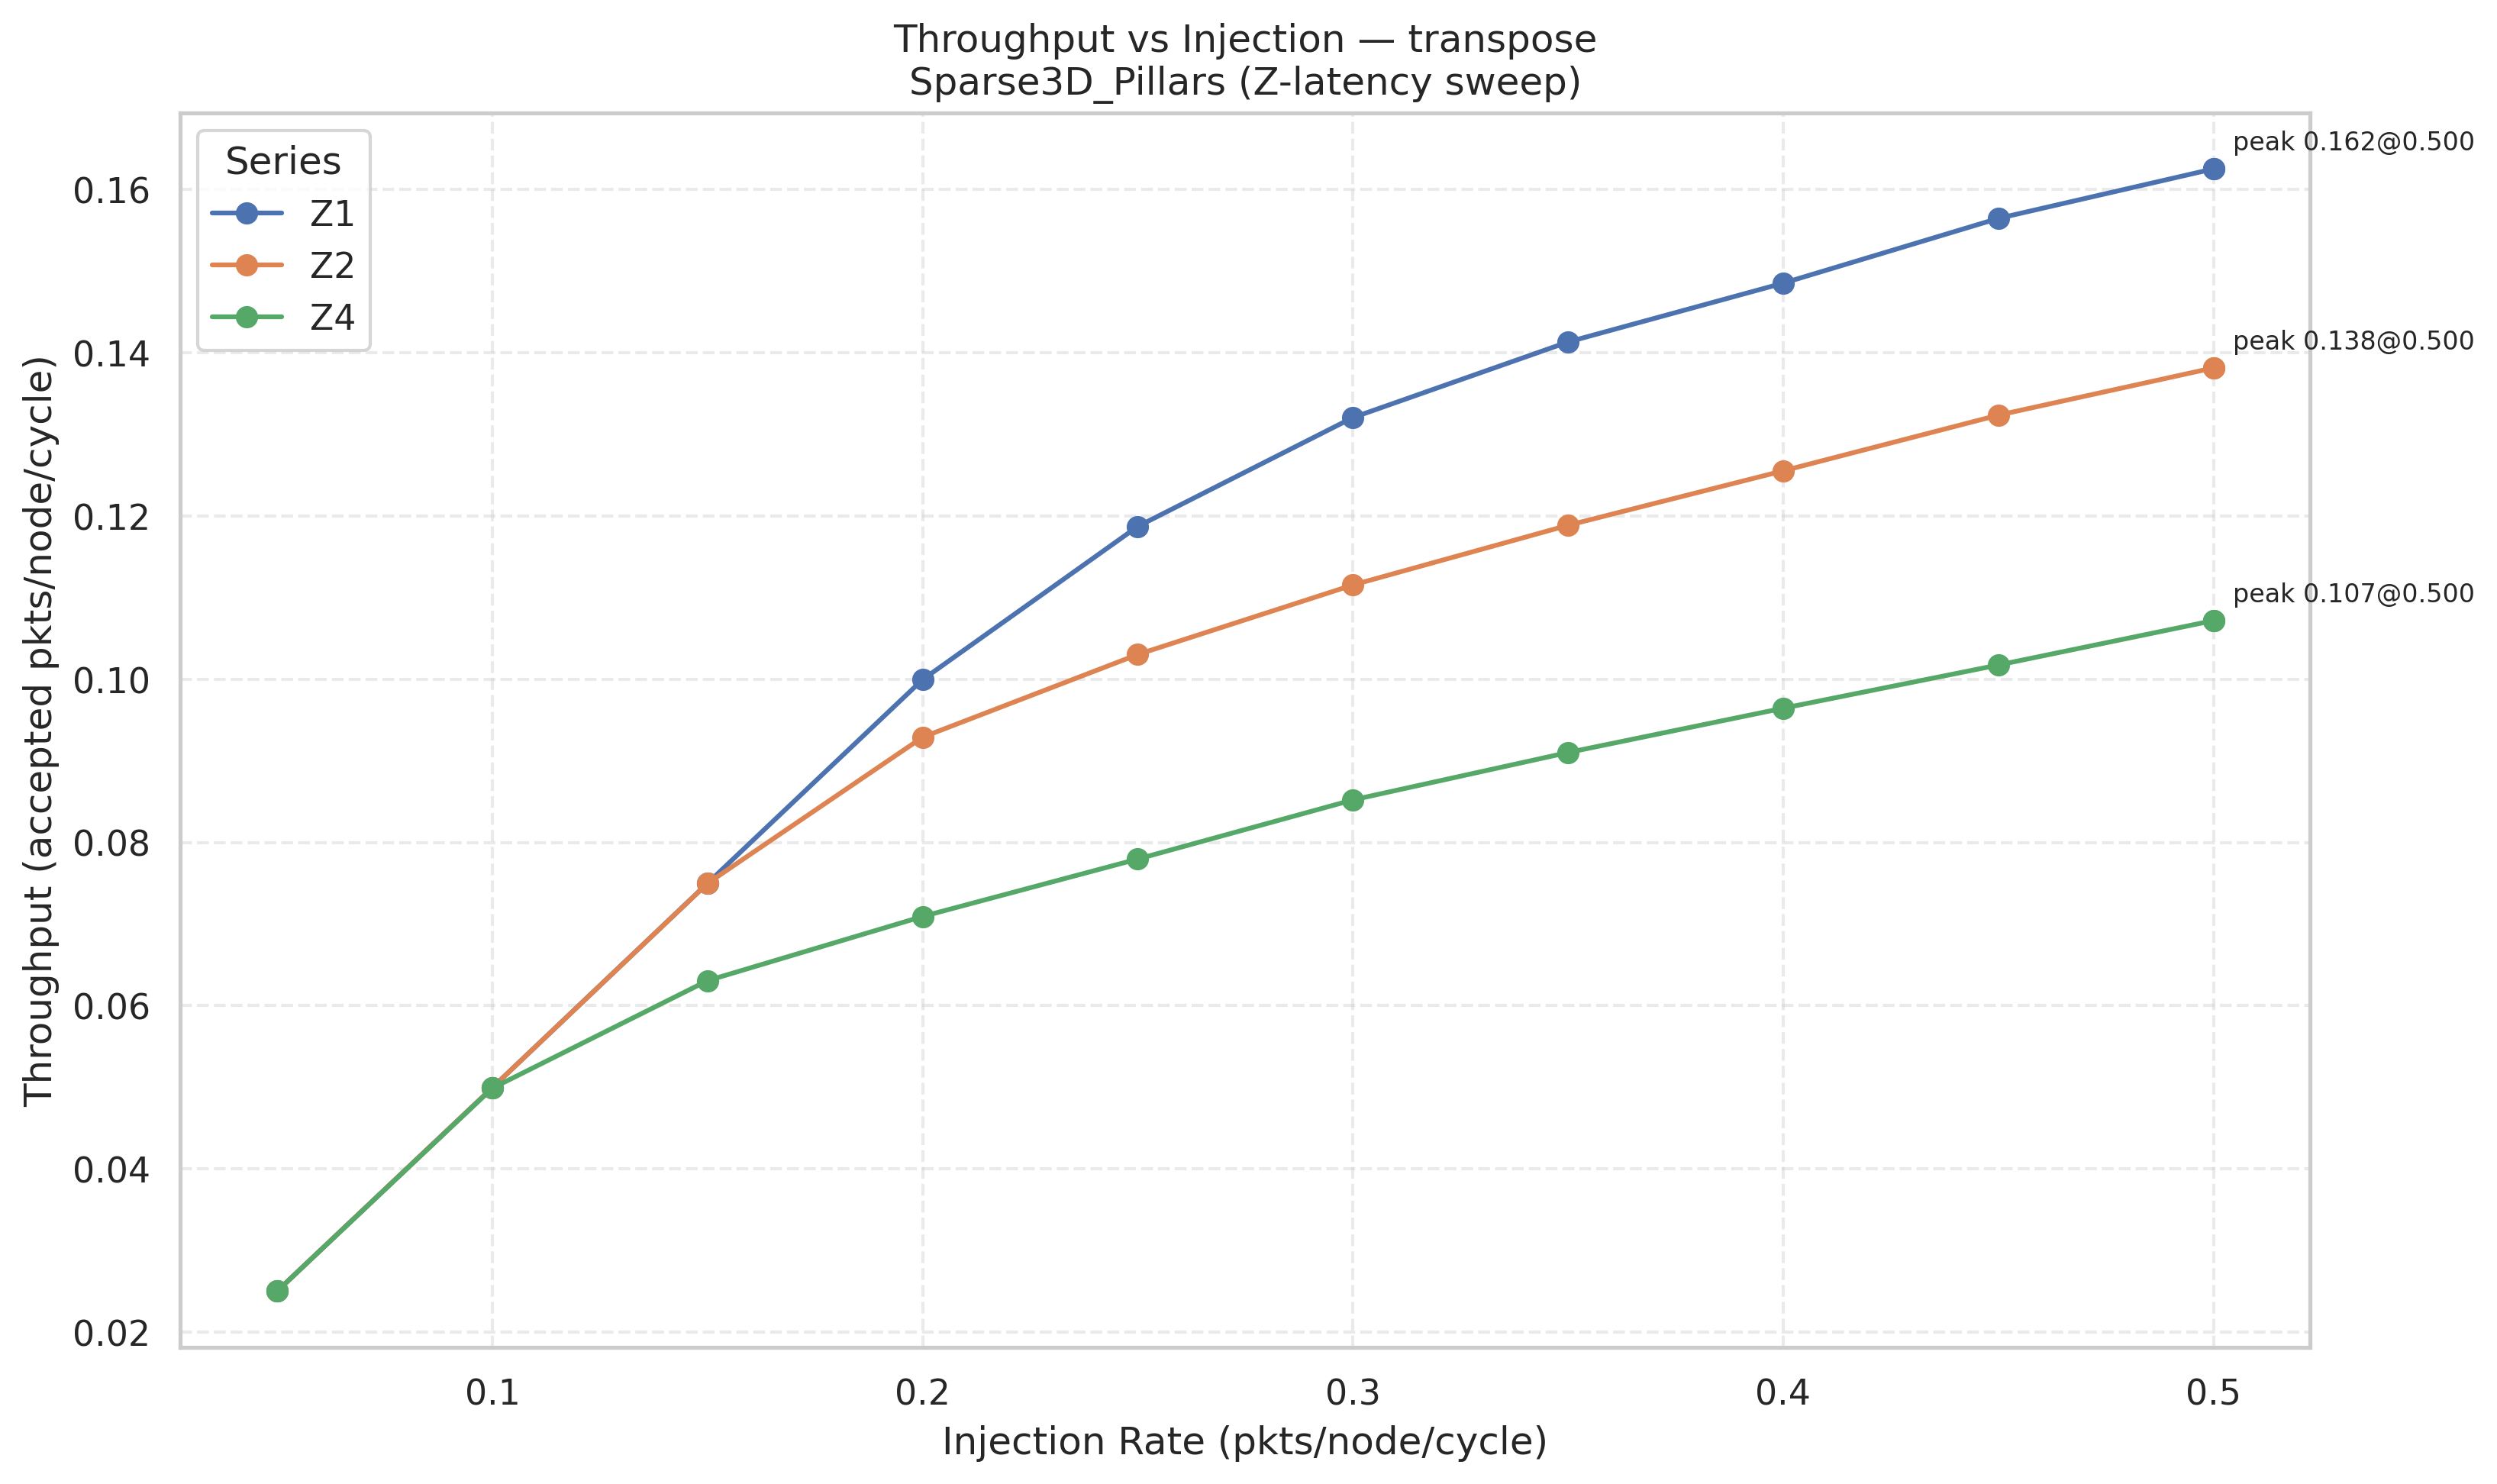 Throughput vs Injection — transpose
Sparse3D_Pillars (Z-latency sweep)
Series
Z1
Z2
Z4
peak 0.162@0.500
peak 0.138@0.500
peak 0.107@0.500
Throughput (accepted pkts/node/cycle)
0.16
0.14
0.12
0.10
0.08
0.06
0.04
0.02
0.1
0.2
0.3
0.4
0.5
Injection Rate (pkts/node/cycle)